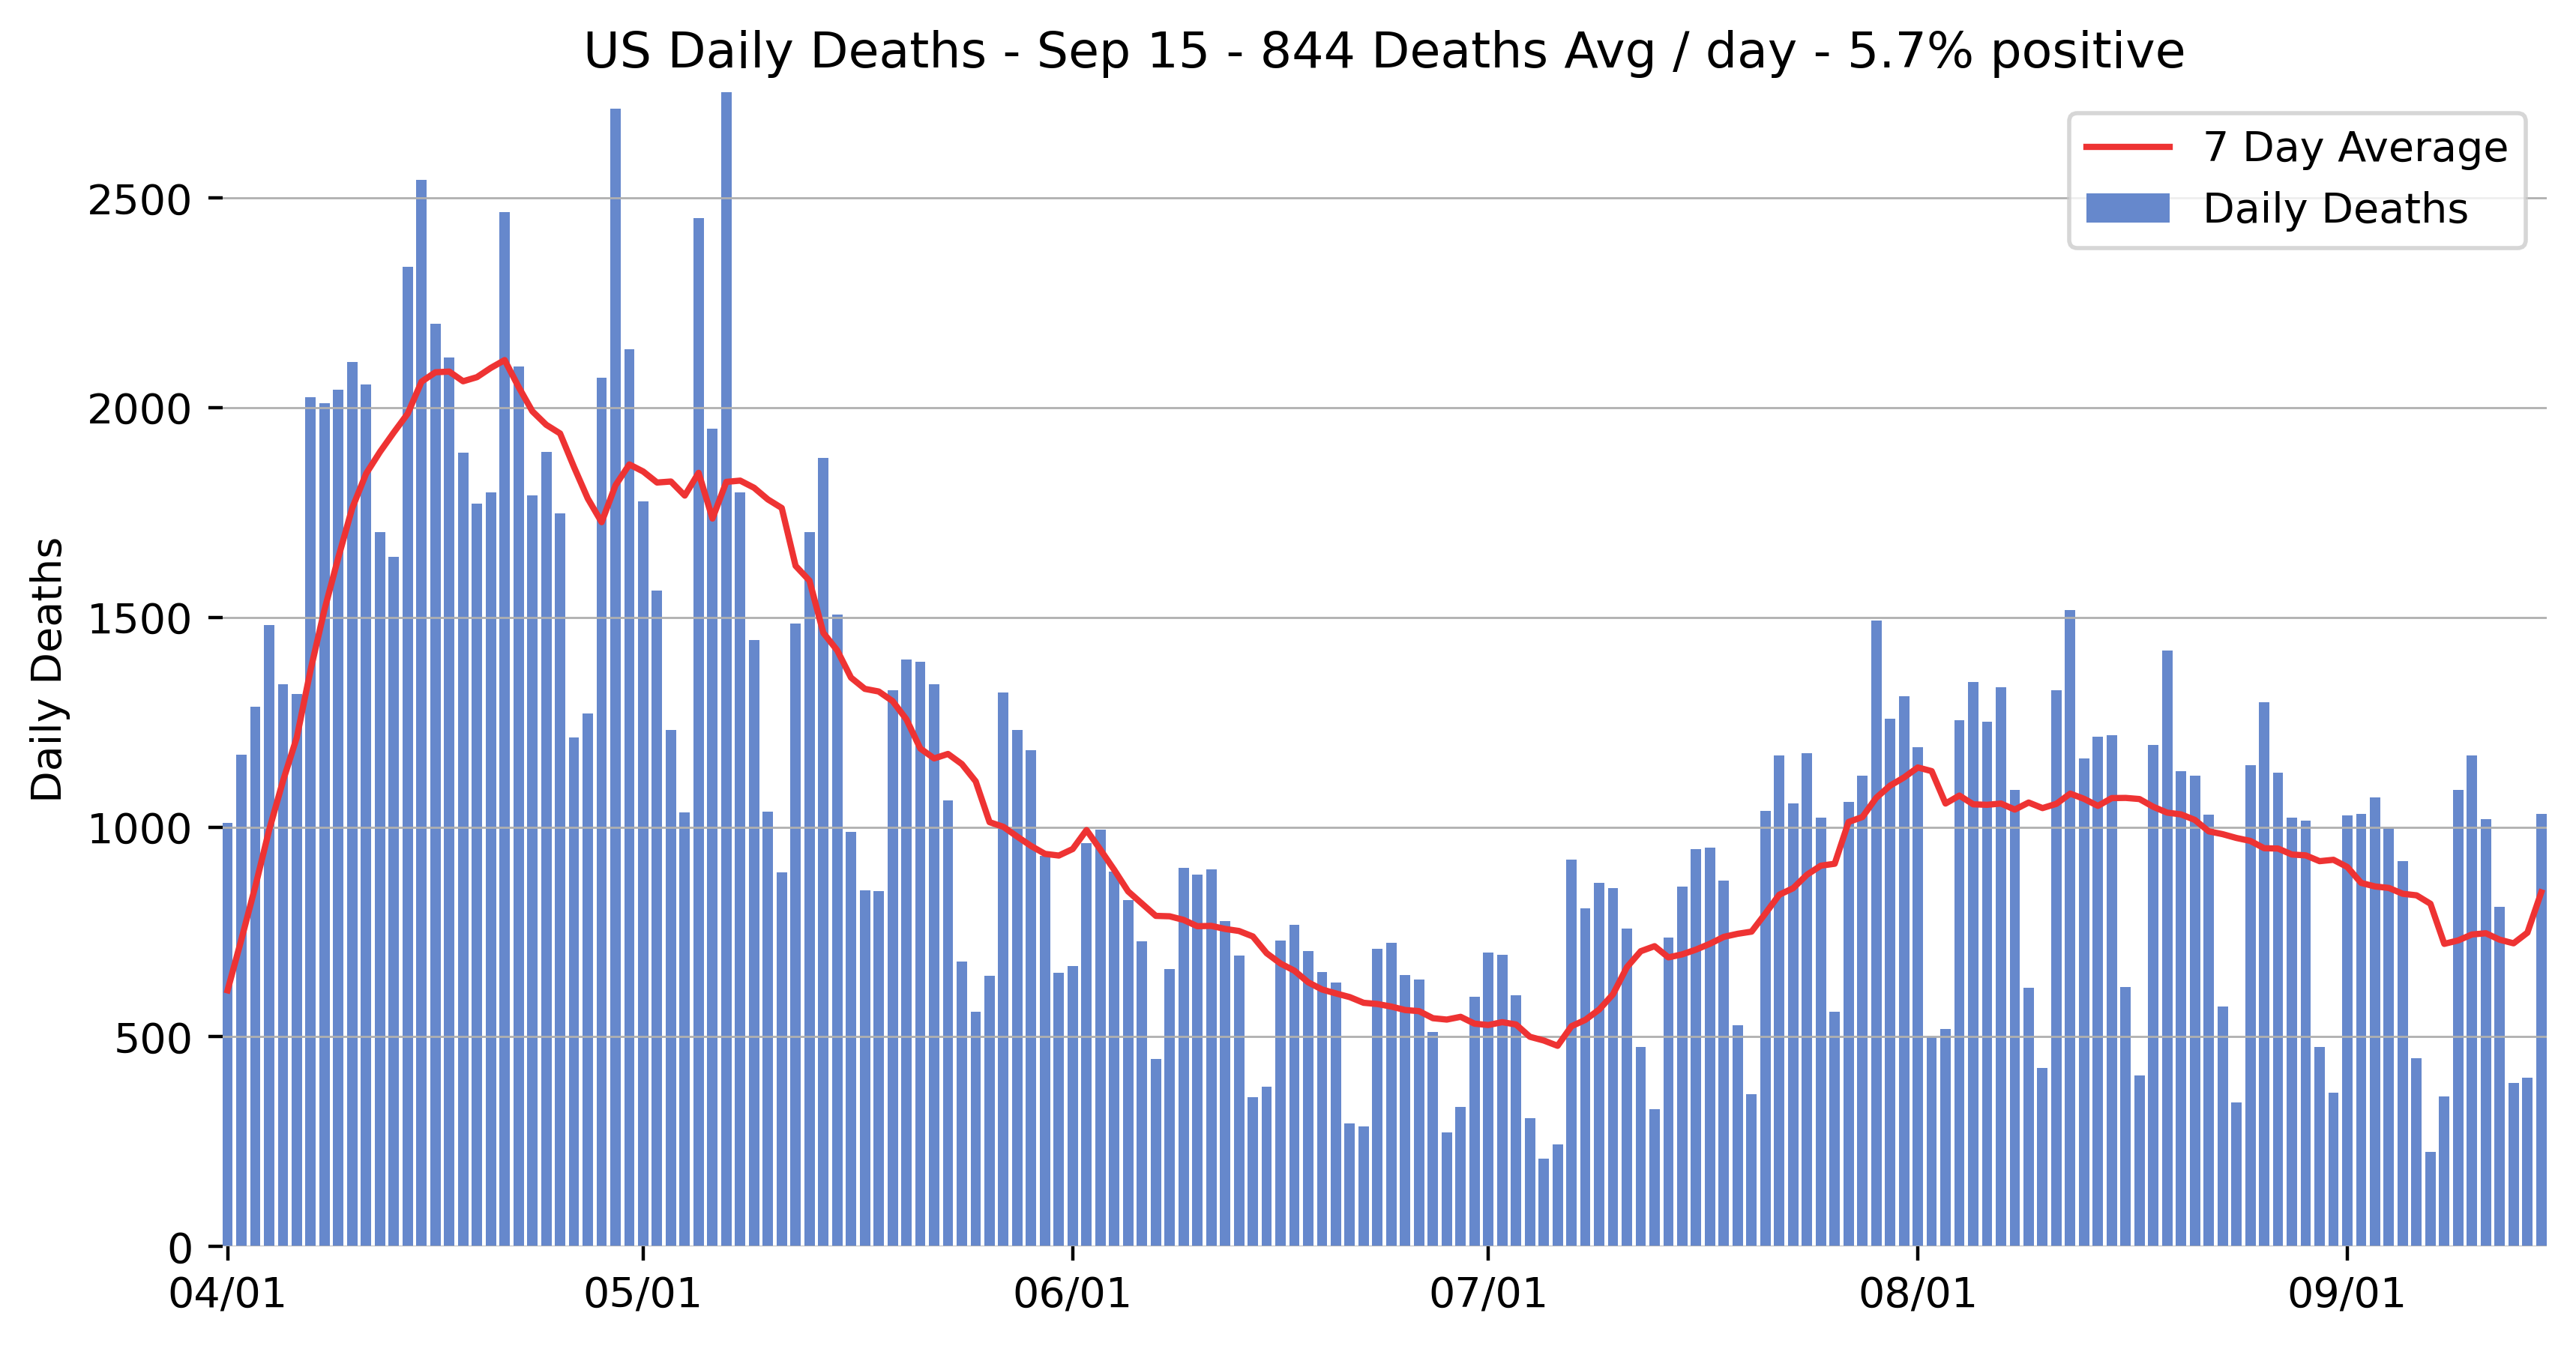 US Daily Deaths - Sep 15 - 844 Deaths Avg / day - 5.7% positive
7 Day Average
Daily Deaths
Daily Deaths
2500
2000
1500
1000
500
0
04/01 05/01 06/01 07/01 08/01 09/01